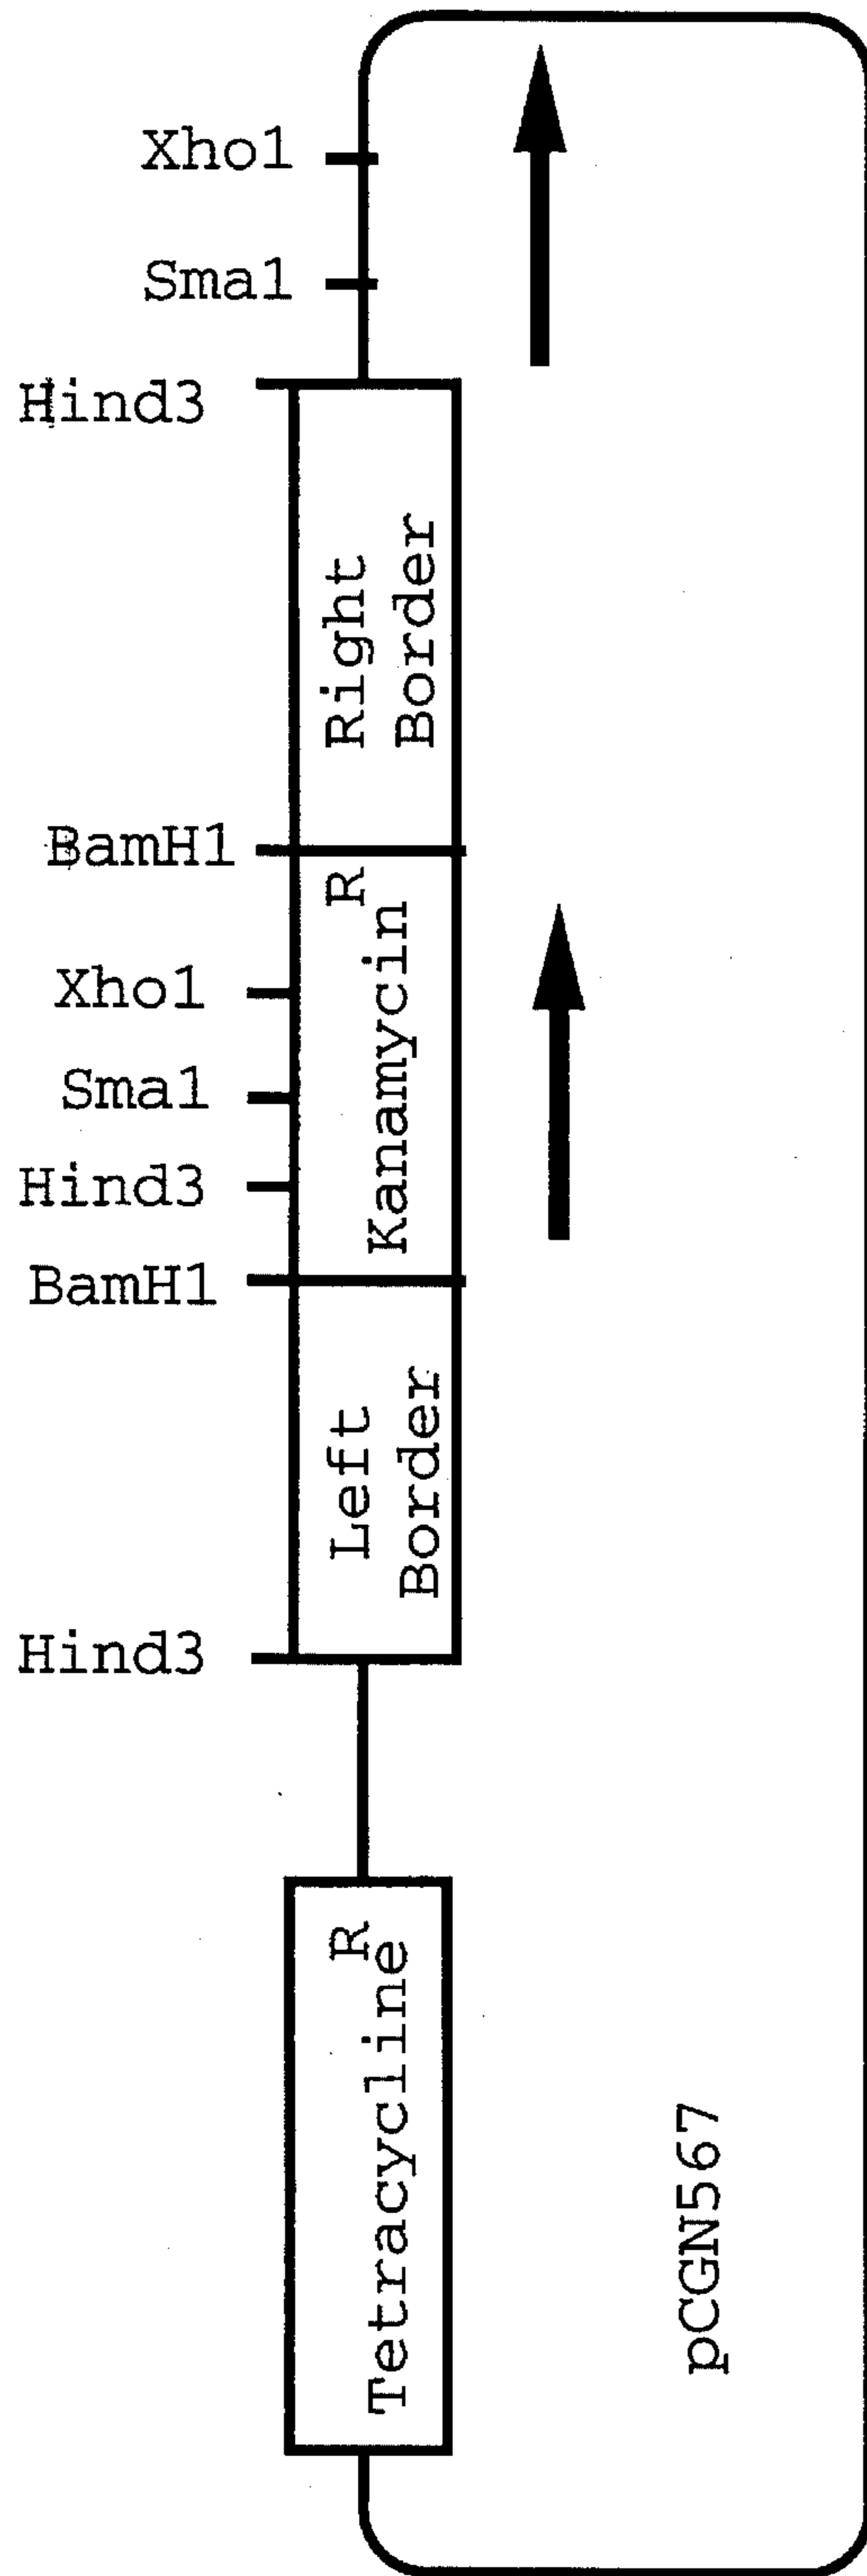 Xho1
Sma1
Hind3
Right
Border
BamH1
R
Kanamycin
Xho1
Sma1
Hind3
BamH1
Left
Border
Hind3
R
Tetracycline
pCGN567